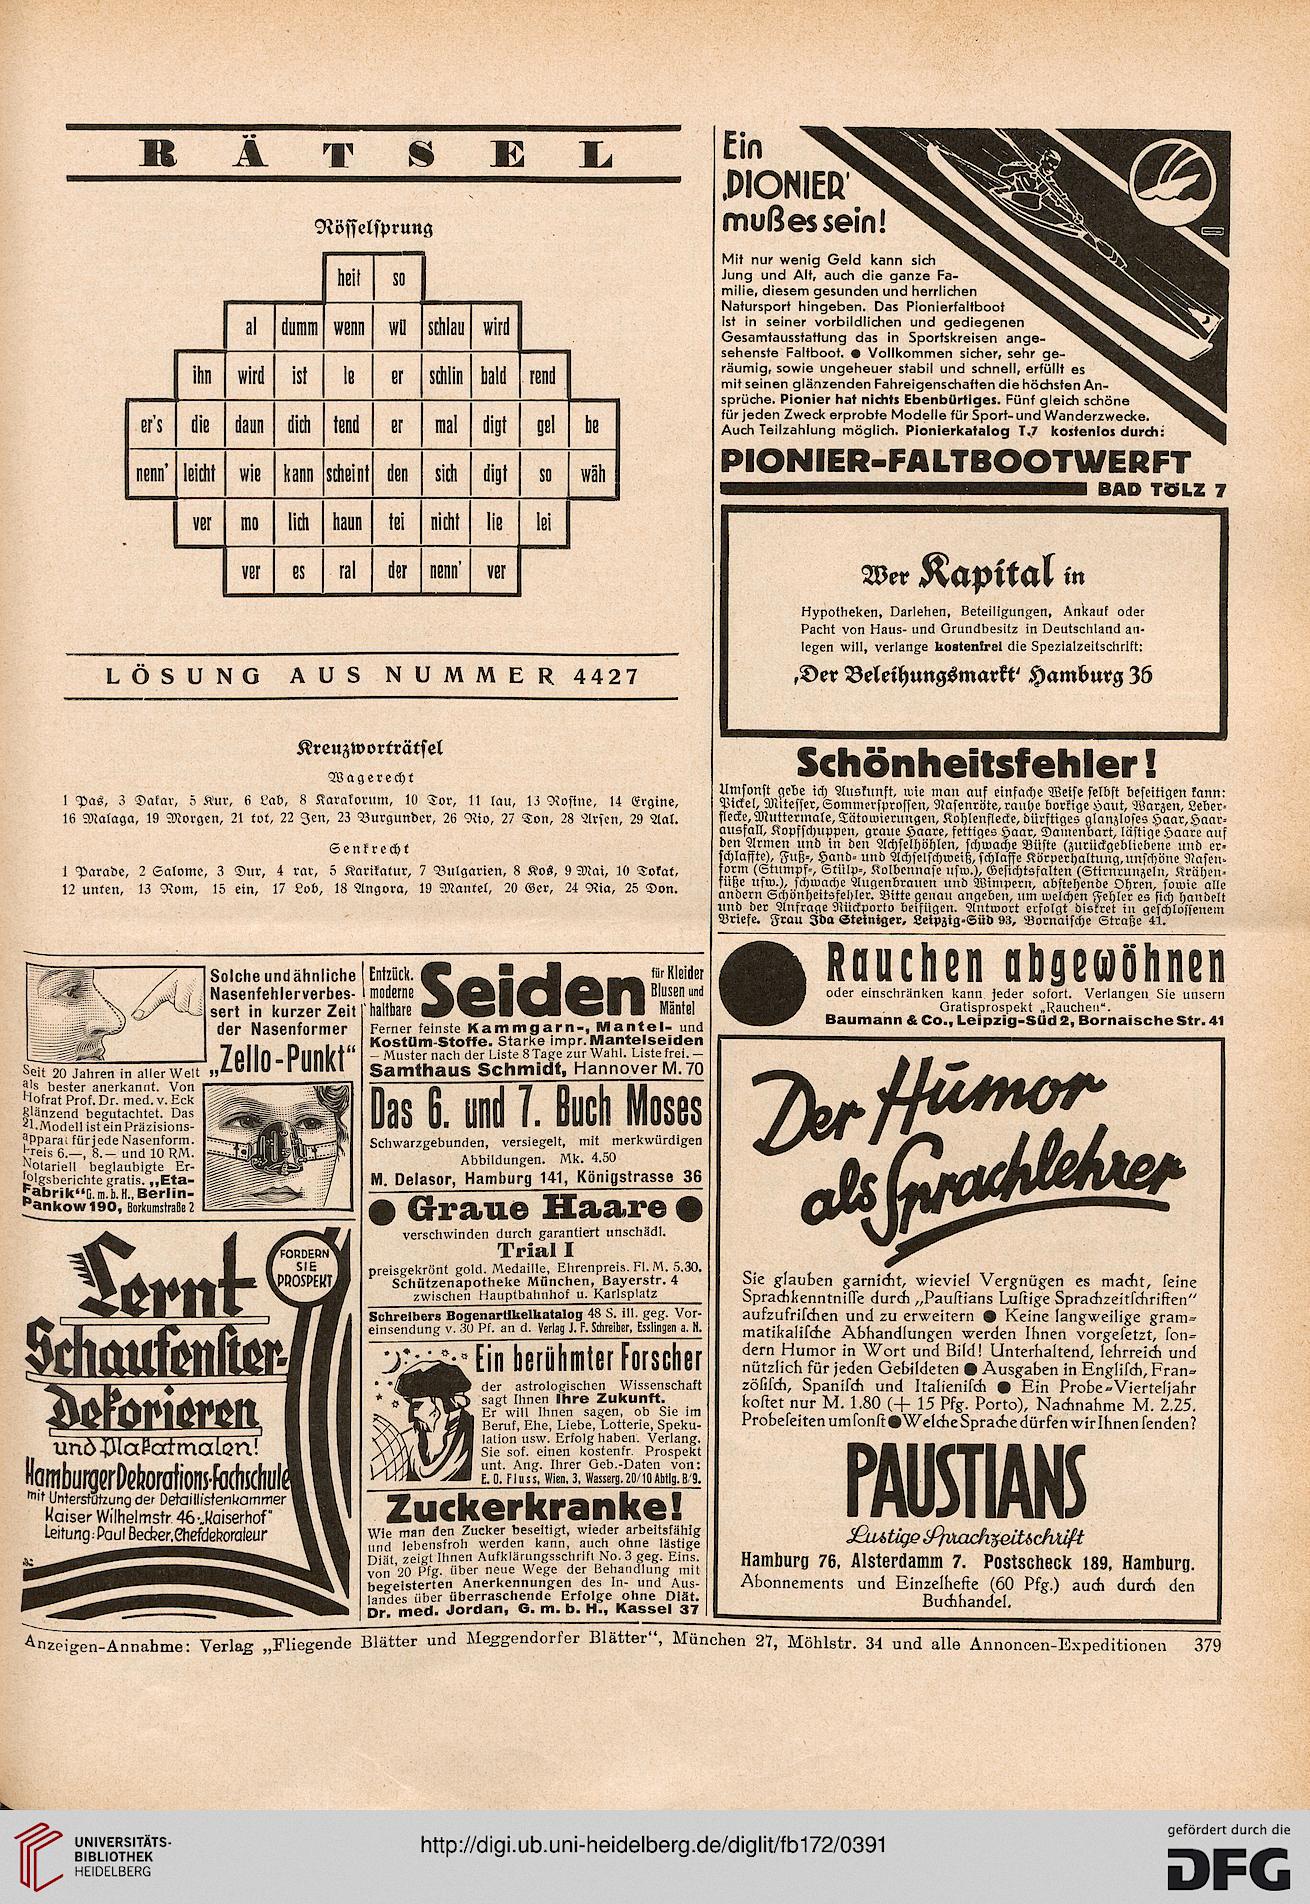 RÄTSEL
Rösselsprung
heit so
al dumm wenn wü schlau wird
ihn wird ist le er schlin bald rend
er's die daun dich tend er mal digt gel be
nenn' leicht wie kann scheint den sich digt so wäh
ver mo lich haun tei nicht lie lei
ver es ral der nenn' ver
LÖSUNG AUS NUMMER 4427
Kreuzworträtsel
Wagerecht
1 Pas, 3 Dakar, 5 Kur, 6 Lab, 8 Karakorum, 10 Tor, 11 lau, 13 Rosine, 14 Ergine,
16 Malaga, 19 Morgen, 21 tot, 22 Jen, 23 Burgunder, 26 Rio, 27 Ton, 28 Arsen, 29 Aal.
Senkrecht
1 Parade, 2 Salome, 3 Dur, 4 rar, 5 Karikatur, 7 Bulgarien, 8 Kos, 9 Mai, 10 Tokat,
12 unten, 13 Rom, 15 ein, 17 Lob, 18 Angora, 19 Mantel, 20 Ger, 24 Ria, 25 Don.
Solche und ähnliche
Nasenfehler verbes-
sert in kurzer Zeit
der Nasenformer
„Zello-Punkt“
Seit 20 Jahren in aller Welt
als bester anerkannt. Von
Hofrat Prof. Dr. med. v. Eck
glänzend begutachtet. Das
21. Modell ist ein Präzisions-
apparat für jede Nasenform.
Preis 6.—, 8.— und 10 RM.
Notariell beglaubigte Er-
folgsberichte gratis. „Eta-
Fabrik“ G. m. b. H., Berlin-
Pankow 190, Borkumstraße 2
FORDERN
SIE
PROSPEKT
Lernt
Schaufenster-
Dekorieren
und Plakatmalen!
Hamburger Dekorations-Fachschule
mit Unterstützung der Detaillistenkammer
Kaiser Wilhelmstr. 46 „Kaiserhof“
Leitung: Paul Becker, Chefdekorateur
Entzück.
moderne
haltbare
Seiden
für Kleider
Blusen und
Mäntel
Ferner feinste Kammgarn-, Mantel- und
Kostüm-Stoffe. Starke impr. Mantelseiden
— Muster nach der Liste 8 Tage zur Wahl. Liste frei. —
Samthaus Schmidt, Hannover M. 70
Das 6. und 7. Buch Moses
Schwarzgebunden, versiegelt, mit merkwürdigen
Abbildungen. Mk. 4.50
M. Delasor, Hamburg 141, Königstrasse 36
● Graue Haare ●
verschwinden durch garantiert unschädl.
Trial I
preisgekrönt gold. Medaille, Ehrenpreis. Fl. M. 5.30.
Schützenapotheke München, Bayerstr. 4
zwischen Hauptbahnhof u. Karlsplatz
Schreibers Bogenartikelkatalog 48 S. ill. geg. Vor-
einsendung v. 30 Pf. an d. Verlag J. F. Schreiber, Esslingen a. N.
Ein berühmter Forscher
der astrologischen Wissenschaft
sagt Ihnen Ihre Zukunft.
Er will Ihnen sagen, ob Sie im
Beruf, Ehe, Liebe, Lotterie, Speku-
lation usw. Erfolg haben. Verlang.
Sie sof. einen kostenfr. Prospekt
unt. Ang. Ihrer Geb.-Daten von:
E. O. Fluss, Wien, 3, Wasserg. 20/10 Abtlg. B/9.
Zuckerkranke!
Wie man den Zucker beseitigt, wieder arbeitsfähig
und lebensfroh werden kann, auch ohne lästige
Diät, zeigt Ihnen Aufklärungsschrift No. 3 geg. Eins.
von 20 Pfg. über neue Wege der Behandlung mit
begeisterten Anerkennungen des In- und Aus-
landes über überraschende Erfolge ohne Diät.
Dr. med. Jordan, G. m. b. H., Kassel 37
Ein
‚PIONIER‘
muß es sein!
Mit nur wenig Geld kann sich
Jung und Alt, auch die ganze Fa-
milie, diesem gesunden und herrlichen
Natursport hingeben. Das Pionierfaltboot
ist in seiner vorbildlichen und gediegenen
Gesamtausstattung das in Sportskreisen ange-
sehenste Faltboot. ● Vollkommen sicher, sehr ge-
räumig, sowie ungeheuer stabil und schnell, erfüllt es
mit seinen glänzenden Fahreigenschaften die höchsten An-
sprüche. Pionier hat nichts Ebenbürtiges. Fünf gleich schöne
für jeden Zweck erprobte Modelle für Sport- und Wanderzwecke.
Auch Teilzahlung möglich. Pionierkatalog T.7 kostenlos durch:
PIONIER-FALTBOOTWERFT
BAD TÖLZ 7
Wer Kapital in
Hypotheken, Darlehen, Beteiligungen, Ankauf oder
Pacht von Haus- und Grundbesitz in Deutschland an-
legen will, verlange kostenfrei die Spezialzeitschrift:
‚Der Beleihungsmarkt‘ Hamburg 36
Schönheitsfehler!
Umsonst gebe ich Auskunft, wie man auf einfache Weise selbst beseitigen kann:
Pickel, Mitesser, Sommersprossen, Nasenröte, rauhe borkige Haut, Warzen, Leber-
flecke, Muttermale, Tätowierungen, Kohlenflecke, dürftiges glanzloses Haar, Haar-
ausfall, Kopfschuppen, graue Haare, fettiges Haar, Damenbart, lästige Haare auf
den Armen und in den Achselhöhlen, schwache Büste (zurückgebliebene und er-
schlaffte), Fuß-, Hand- und Achselschweiß, schlaffe Körperhaltung, unschöne Nasen-
form (Stumpf-, Stülp-, Kolbennase usw.), Gesichtsfalten (Stirnrunzeln, Krähen-
füße usw.), schwache Augenbrauen und Wimpern, abstehende Ohren, sowie alle
andern Schönheitsfehler. Bitte genau angeben, um welchen Fehler es sich handelt
und der Anfrage Rückporto beifügen. Antwort erfolgt diskret in geschlossenem
Briefe. Frau Ida Steiniger, Leipzig-Süd 93, Bornaische Straße 41.
Rauchen abgewöhnen
oder einschränken kann jeder sofort. Verlangen Sie unsern
Gratisprospekt „Rauchen“.
Baumann & Co., Leipzig-Süd 2, Bornaische Str. 41
Der Humor
als Sprachlehrer
Sie glauben garnicht, wieviel Vergnügen es macht, seine
Sprachkenntnisse durch „Paustians Lustige Sprachzeitschriften“
aufzufrischen und zu erweitern ● Keine langweilige gram-
matikalische Abhandlungen werden Ihnen vorgesetzt, son-
dern Humor in Wort und Bild! Unterhaltend, lehrreich und
nützlich für jeden Gebildeten ● Ausgaben in Englisch, Fran-
zösisch, Spanisch und Italienisch ● Ein Probe-Vierteljahr
kostet nur M. 1.80 (+ 15 Pfg. Porto), Nachnahme M. 2.25.
Probeseiten umsonst ● Welche Sprache dürfen wir Ihnen senden?
PAUSTIANS
Lustige Sprachzeitschrift
Hamburg 76, Alsterdamm 7. Postscheck 189, Hamburg.
Abonnements und Einzelhefte (60 Pfg.) auch durch den
Buchhandel.
Anzeigen-Annahme: Verlag „Fliegende Blätter und Meggendorfer Blätter“, München 27, Möhlstr. 34 und alle Annoncen-Expeditionen 379
UNIVERSITÄTS-
BIBLIOTHEK
HEIDELBERG
http://digi.ub.uni-heidelberg.de/diglit/fb172/0391
gefördert durch die
DFG